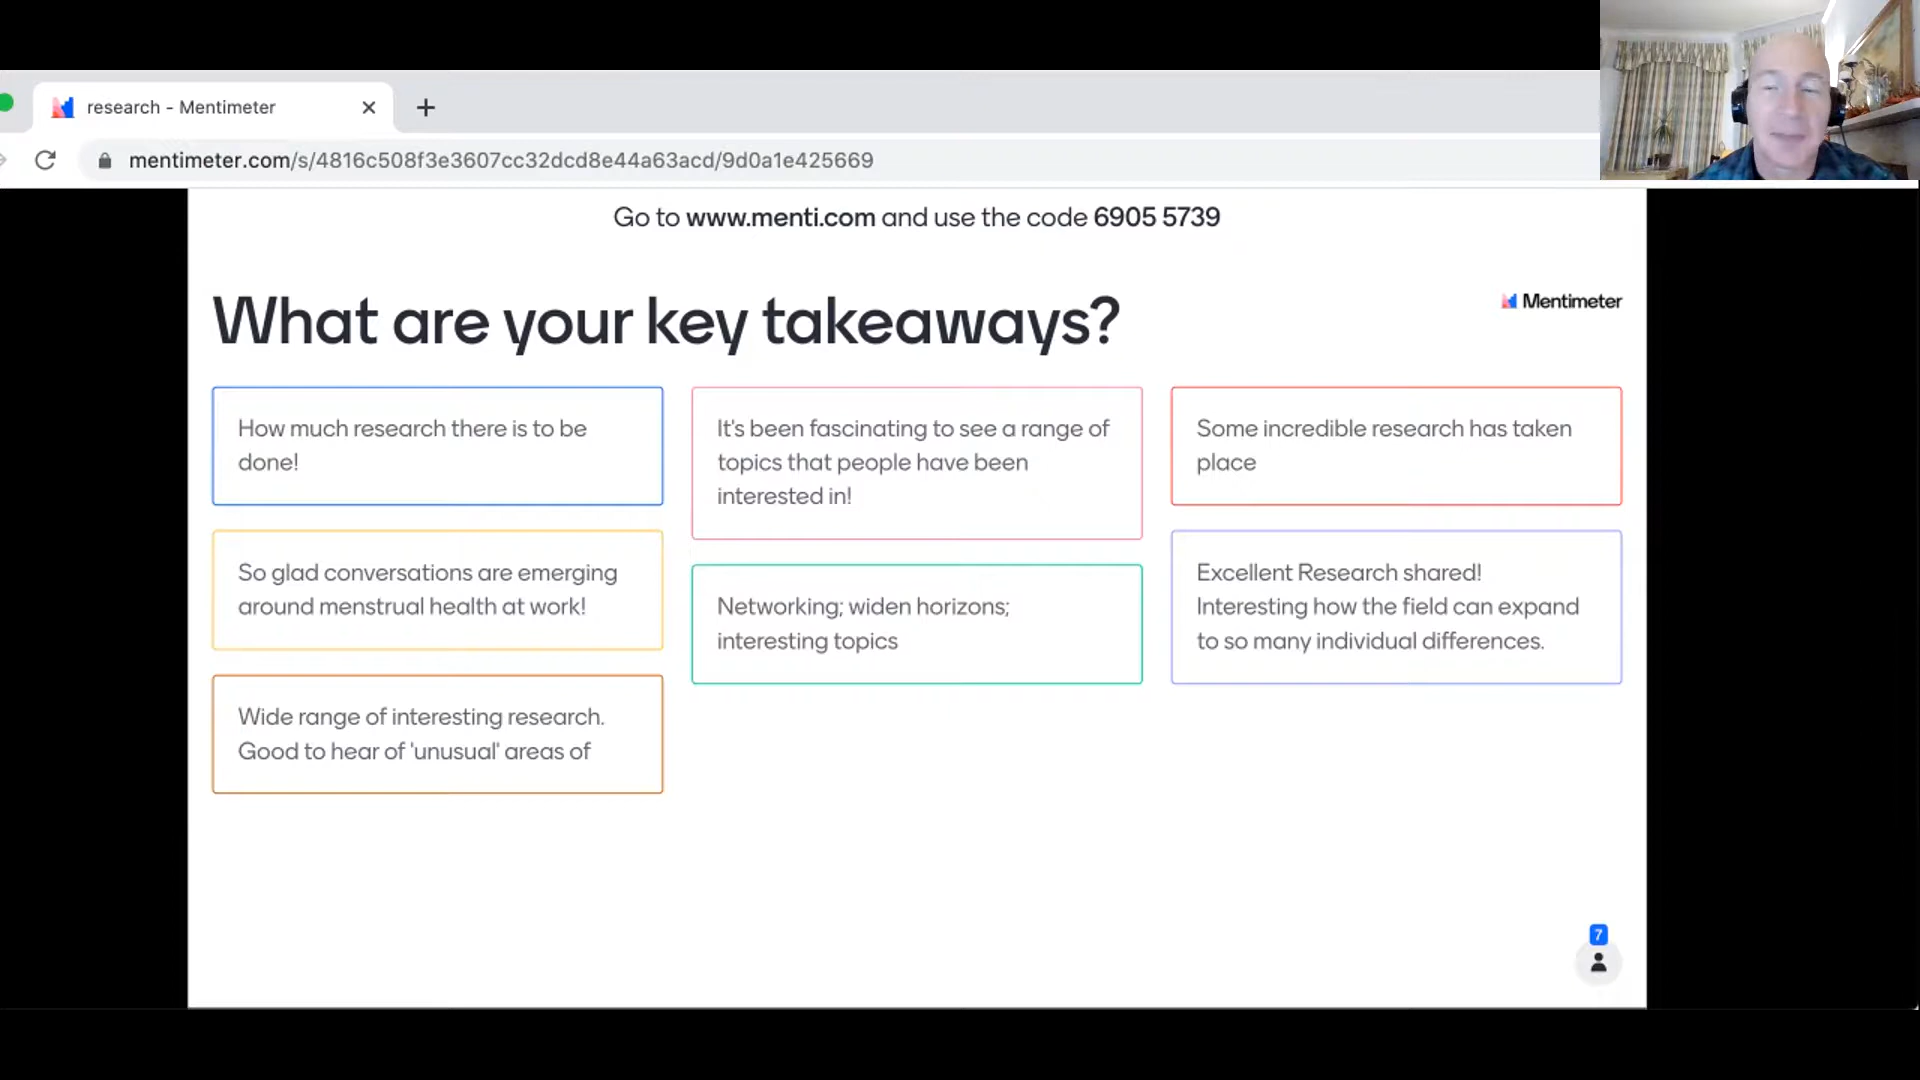 research - Mentimeter
mentimeter.com/s/4816c508f3e3607cc32dcd8e44a63acd/9d0a1e425669
Go to www.menti.com and use the code 6905 5739
What are your key takeaways?
Mentimeter
How much research there is to be
done!
It's been fascinating to see a range of
topics that people have been
interested in!
Some incredible research has taken
place
So glad conversations are emerging
around menstrual health at work!
Networking; widen horizons;
interesting topics
Excellent Research shared!
Interesting how the field can expand
to so many individual differences.
Wide range of interesting research.
Good to hear of 'unusual' areas of
7